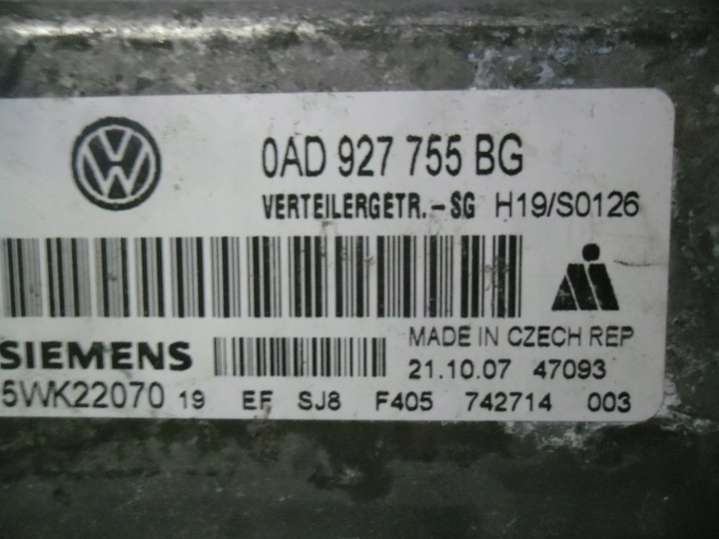 0AD 927 755 BG
VERTEILERGETR.-SG H19/S0126
MADE IN CZECH REP
SIEMENS 21.10.07 47093
5WK22070 19 EF SJ8 F405 742714 003